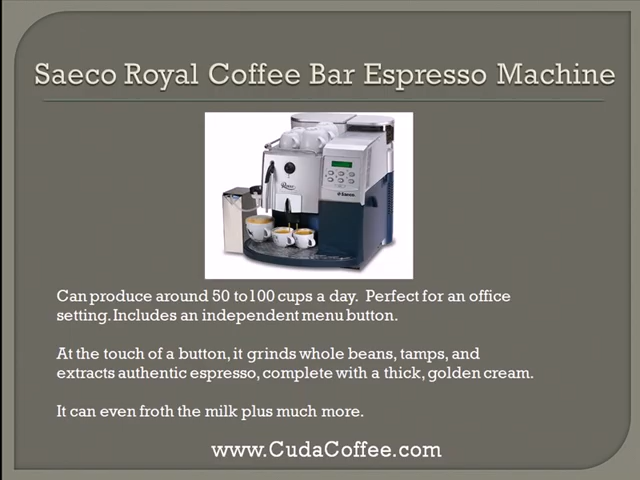 Saeco Royal Coffee Bar Espresso Machine
Royal
Saeco
Can produce around 50 to100 cups a day.  Perfect for an office
setting. Includes an independent menu button.
At the touch of a button, it grinds whole beans, tamps, and
extracts authentic espresso, complete with a thick, golden cream.
It can even froth the milk plus much more.
www.CudaCoffee.com